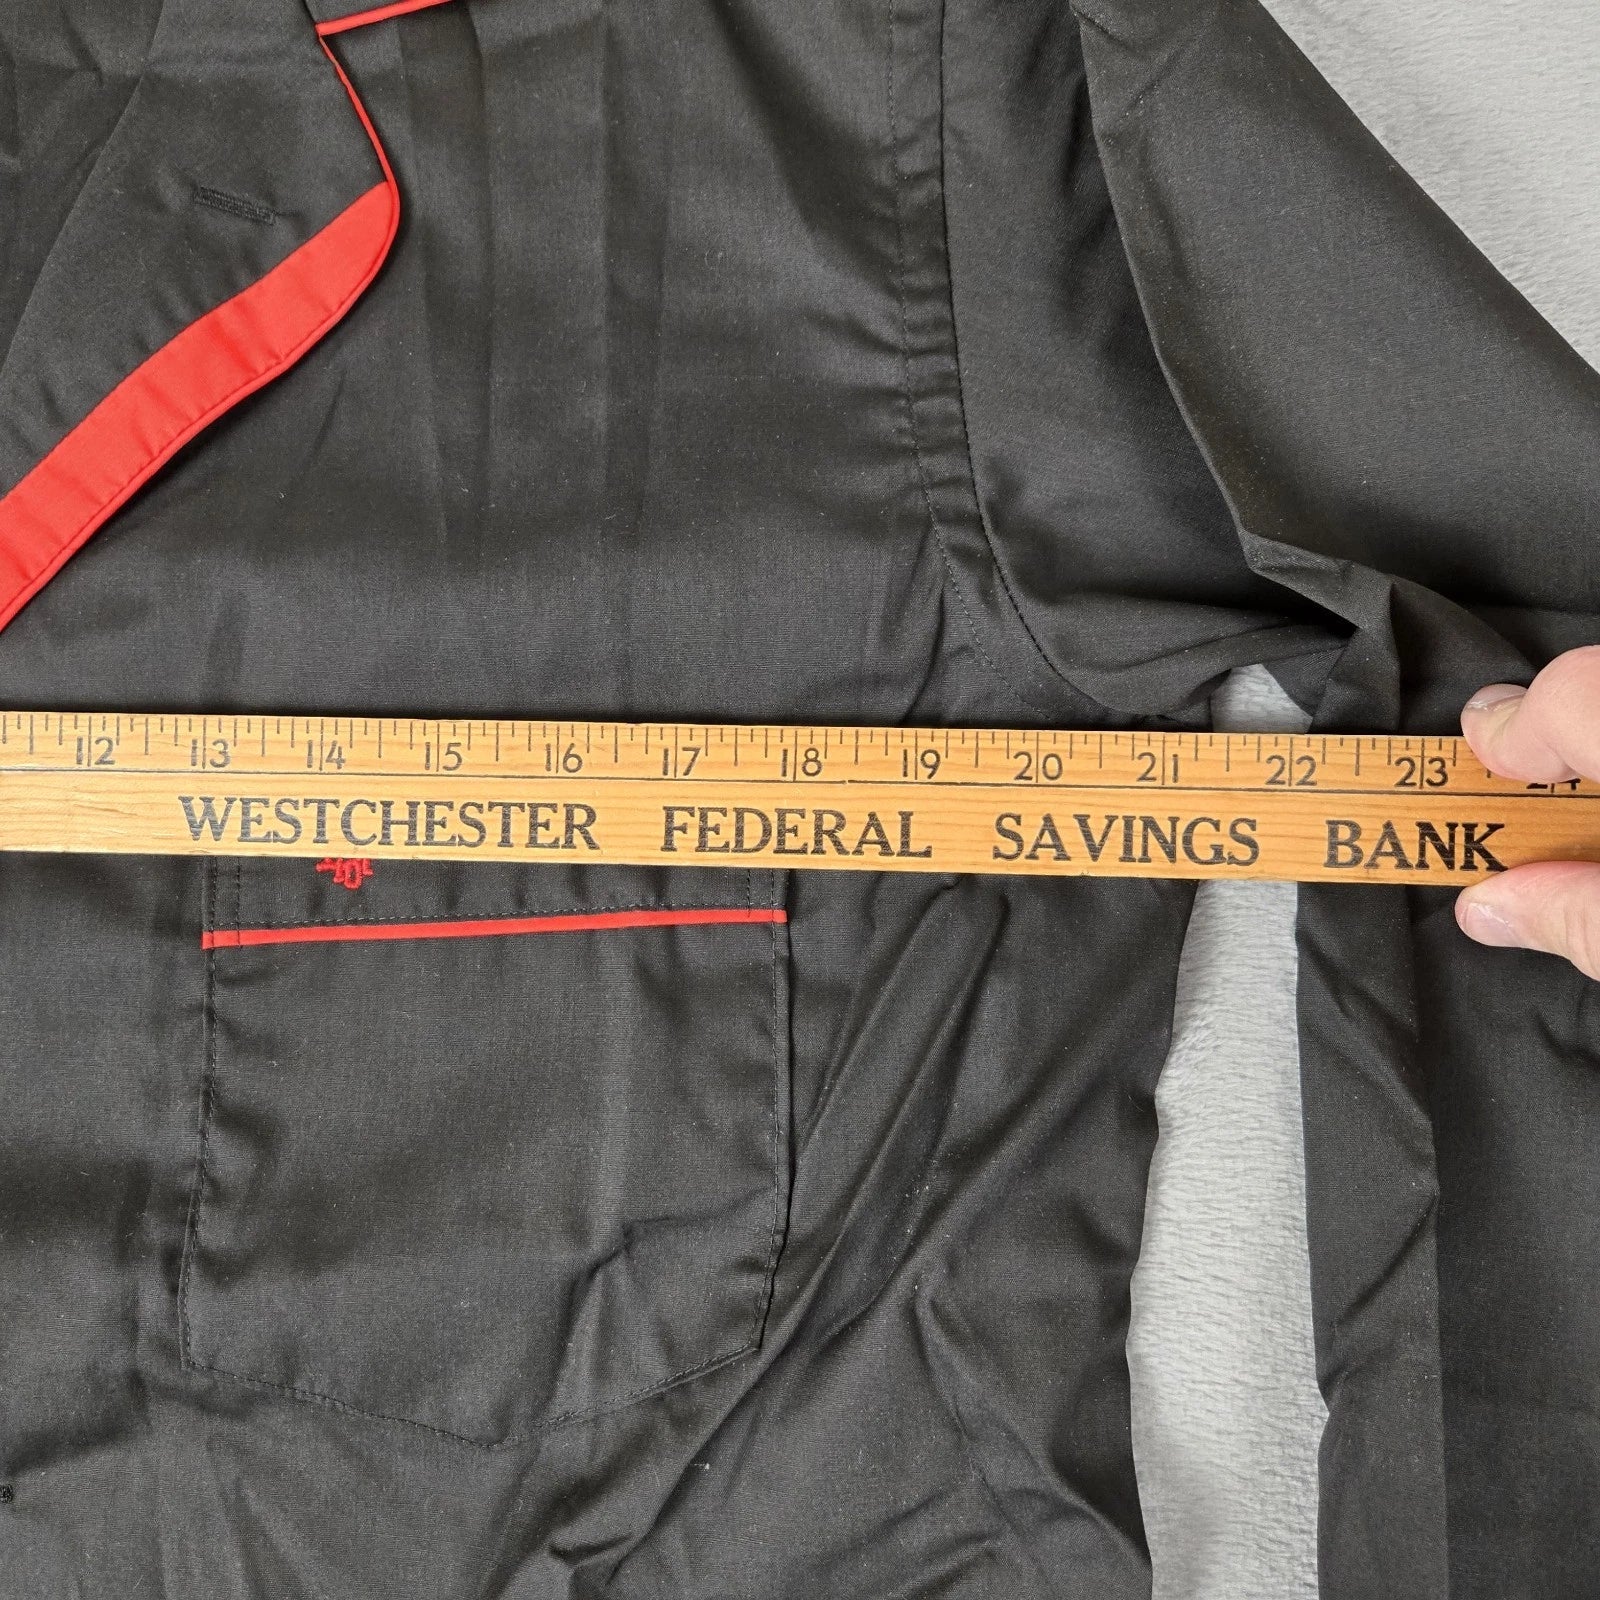 12 13 14 15 16 17 18 19 20 21 22 23 24
WESTCHESTER FEDERAL SAVINGS BANK